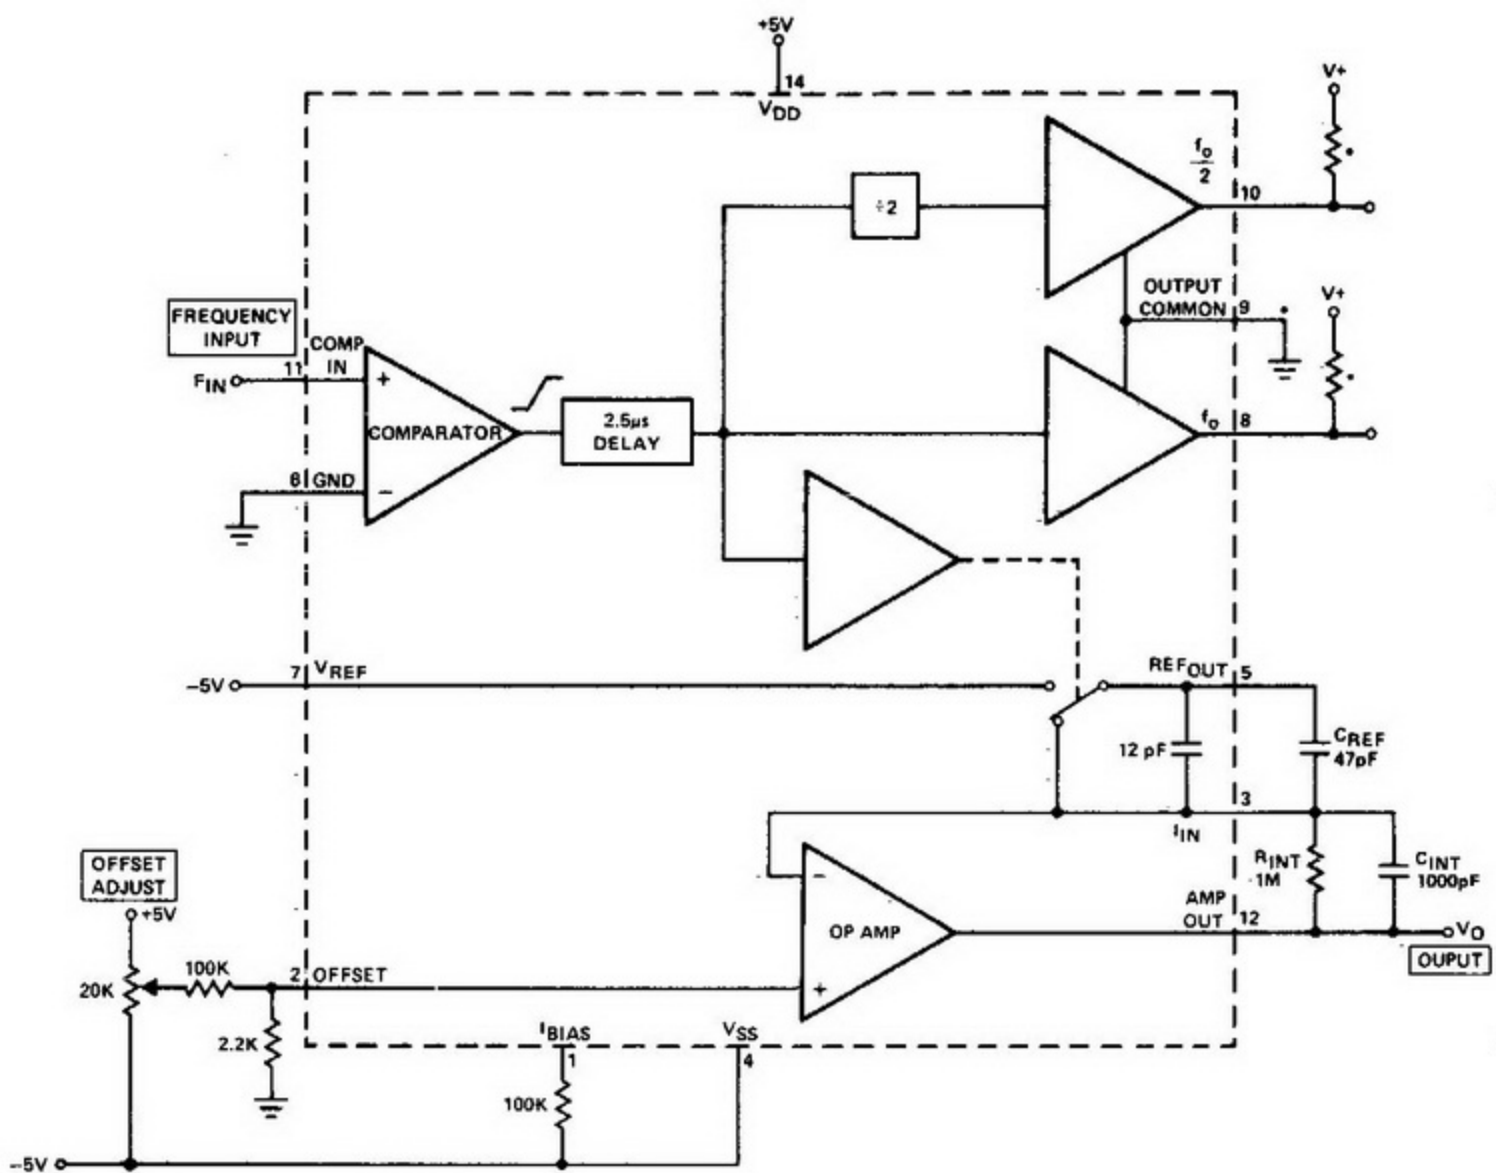 +5V
14
VDD
V+
V+
fo
2
10
÷2
OUTPUT
COMMON
9
FREQUENCY
INPUT
COMP
IN
11
FIN
+
COMPARATOR
2.5µs
DELAY
fo
8
6
GND
−
7
VREF
−5V
REFOUT
5
12 pF
CREF
47pF
3
IIN
RINT
1M
CINT
1000pF
−
OP AMP
+
AMP
OUT
12
VO
OUPUT
OFFSET
ADJUST
+5V
20K
100K
2
OFFSET
2.2K
IBIAS
1
VSS
4
100K
−5V